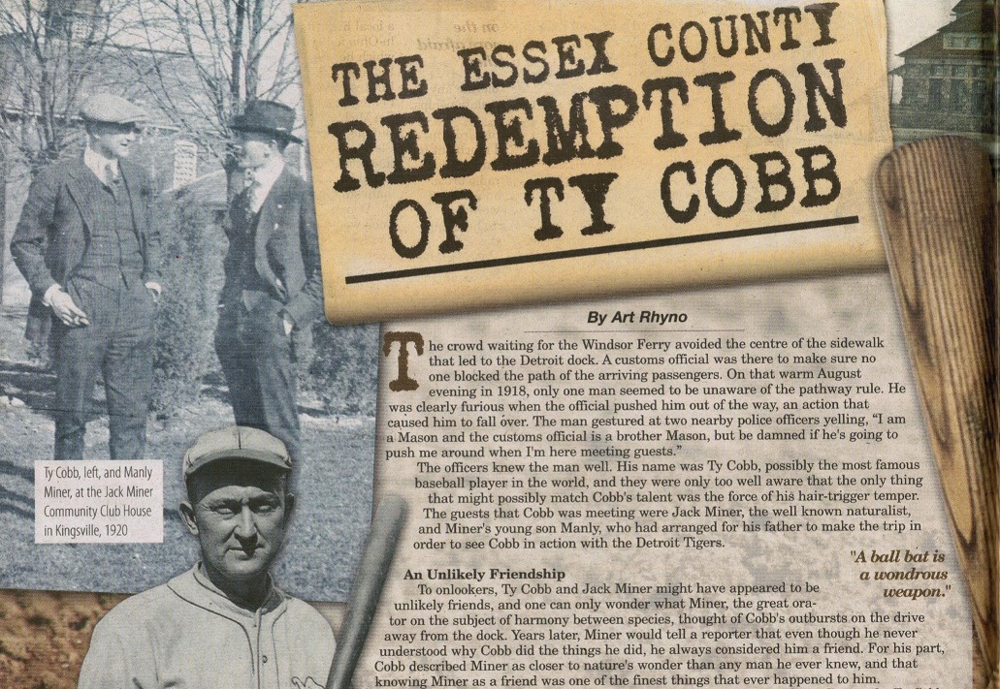 THE ESSEX COUNTY
REDEMPTION
OF TY COBB
By Art Rhyno
The crowd waiting for the Windsor Ferry avoided the centre of the sidewalk
that led to the Detroit dock. A customs official was there to make sure no
one blocked the path of the arriving passengers. On that warm August
evening in 1918, only one man seemed to be unaware of the pathway rule. He
was clearly furious when the official pushed him out of the way, an action that
caused him to fall over. The man gestured at two nearby police officers yelling, “I am
a Mason and the customs official is a brother Mason, but be damned if he's going to
push me around when I'm here meeting guests.”
The officers knew the man well. His name was Ty Cobb, possibly the most famous
baseball player in the world, and they were only too well aware that the only thing
that might possibly match Cobb's talent was the force of his hair-trigger temper.
The guests that Cobb was meeting were Jack Miner, the well known naturalist,
and Miner's young son Manly, who had arranged for his father to make the trip in
order to see Cobb in action with the Detroit Tigers.
"A ball bat is
a wondrous
weapon."
An Unlikely Friendship
To onlookers, Ty Cobb and Jack Miner might have appeared to be
unlikely friends, and one can only wonder what Miner, the great ora-
tor on the subject of harmony between species, thought of Cobb's outbursts on the drive
away from the dock. Years later, Miner would tell a reporter that even though he never
understood why Cobb did the things he did, he always considered him a friend. For his part,
Cobb described Miner as closer to nature's wonder than any man he ever knew, and that
knowing Miner as a friend was one of the finest things that ever happened to him.
Ty Cobb, left, and Manly
Miner, at the Jack Miner
Community Club House
in Kingsville, 1920